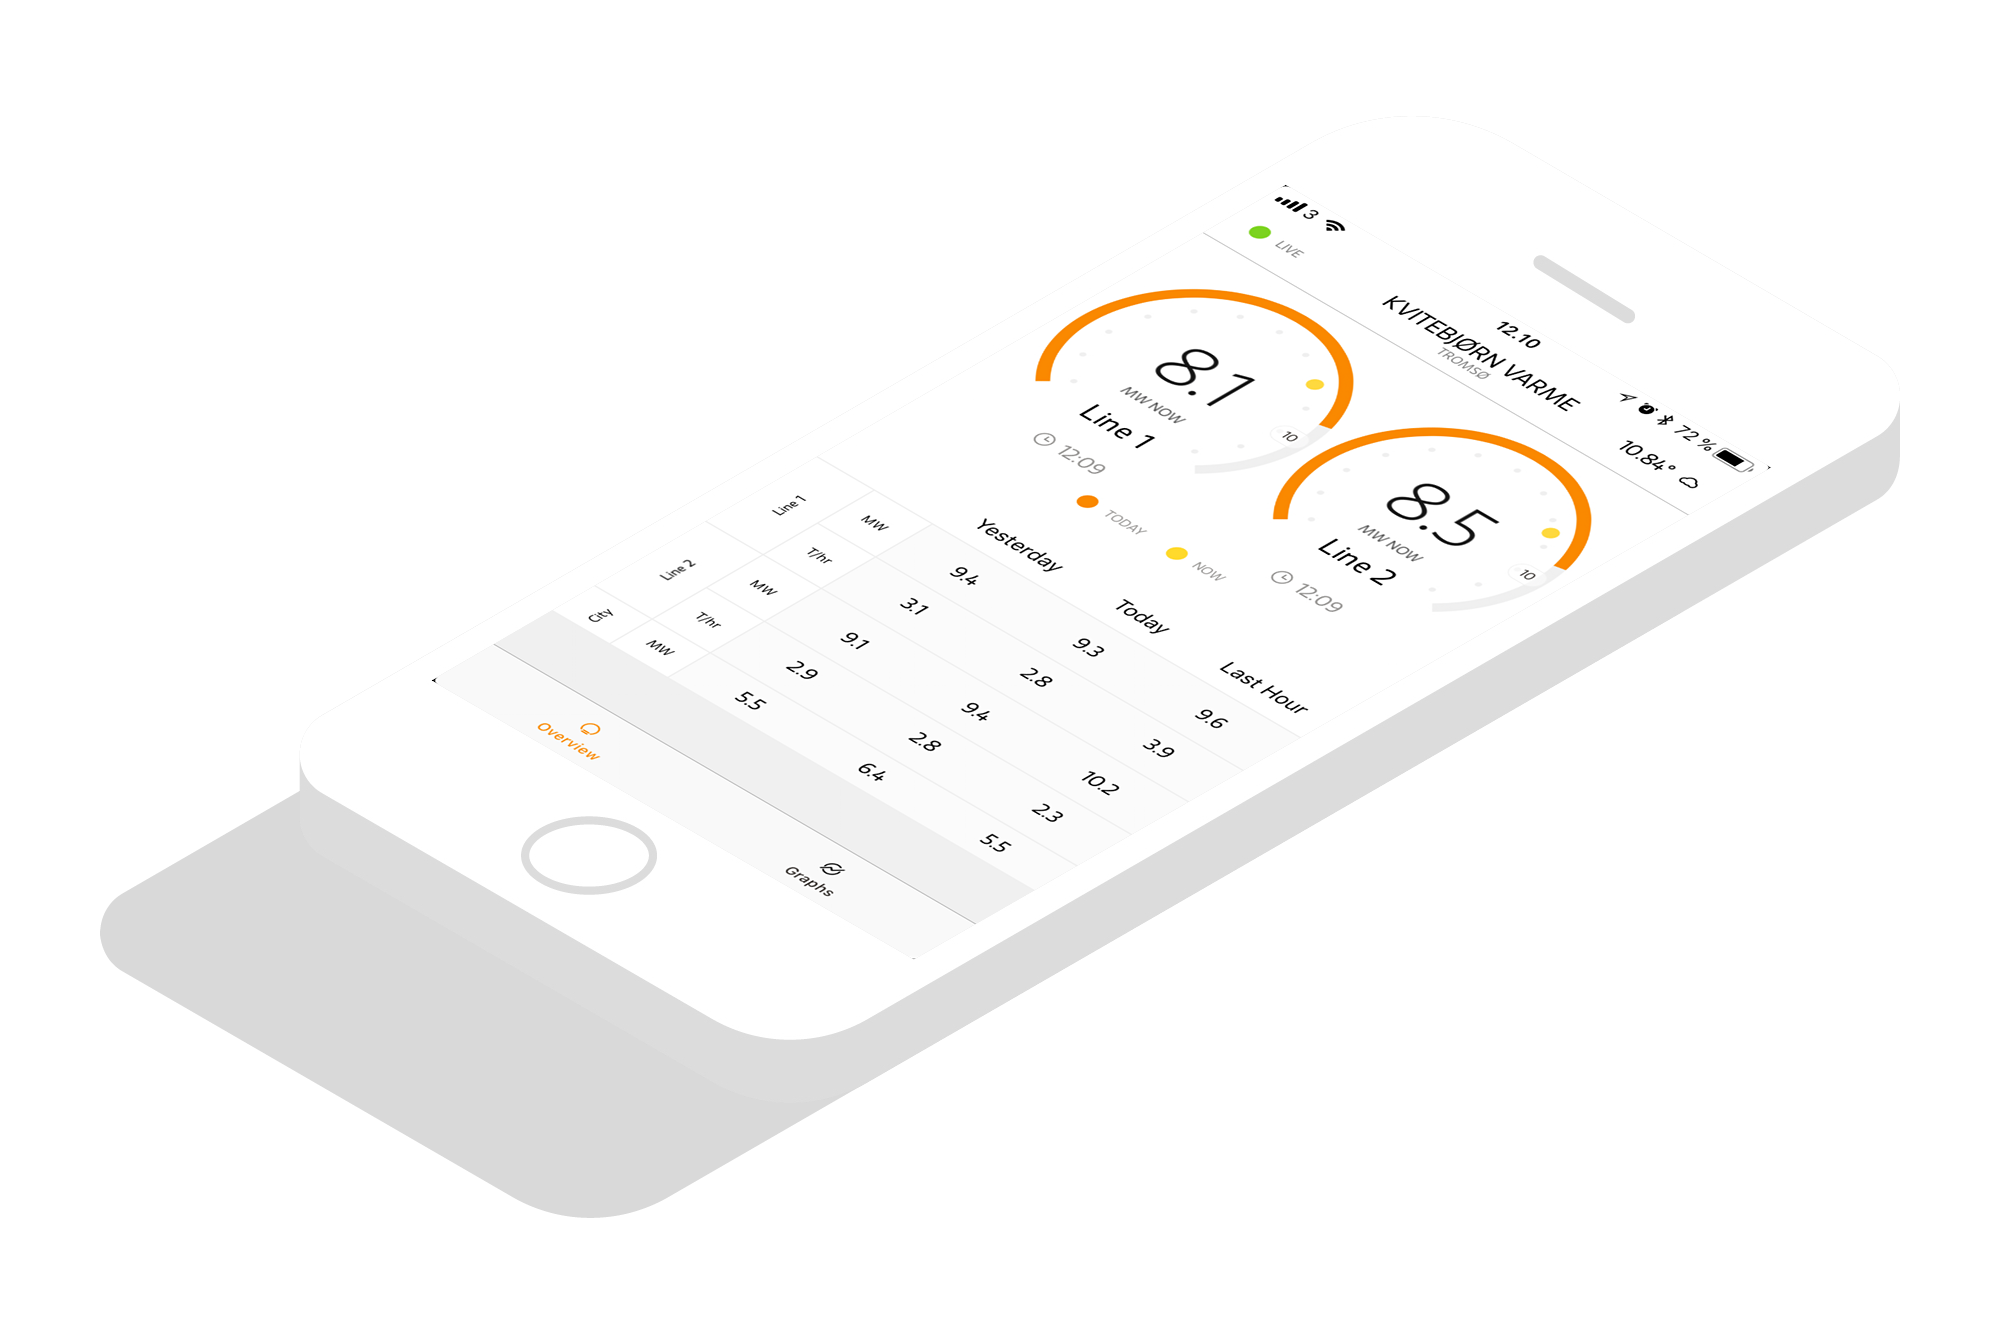 3 12.10 72%
LIVE KVITEBJØRN VARME 10.84°
TROMSØ
8.1 8.5
MW NOW MW NOW
10 10
Line 1 Line 2
12:09 12:09
TODAY NOW
Yesterday Today Last Hour
Line 1 MW 9.4 9.3 9.6
T/hr 3.1 2.8 3.9
Line 2 MW 9.1 9.4 10.2
T/hr 2.9 2.8 2.3
City MW 5.5 6.4 5.5
Overview Graphs